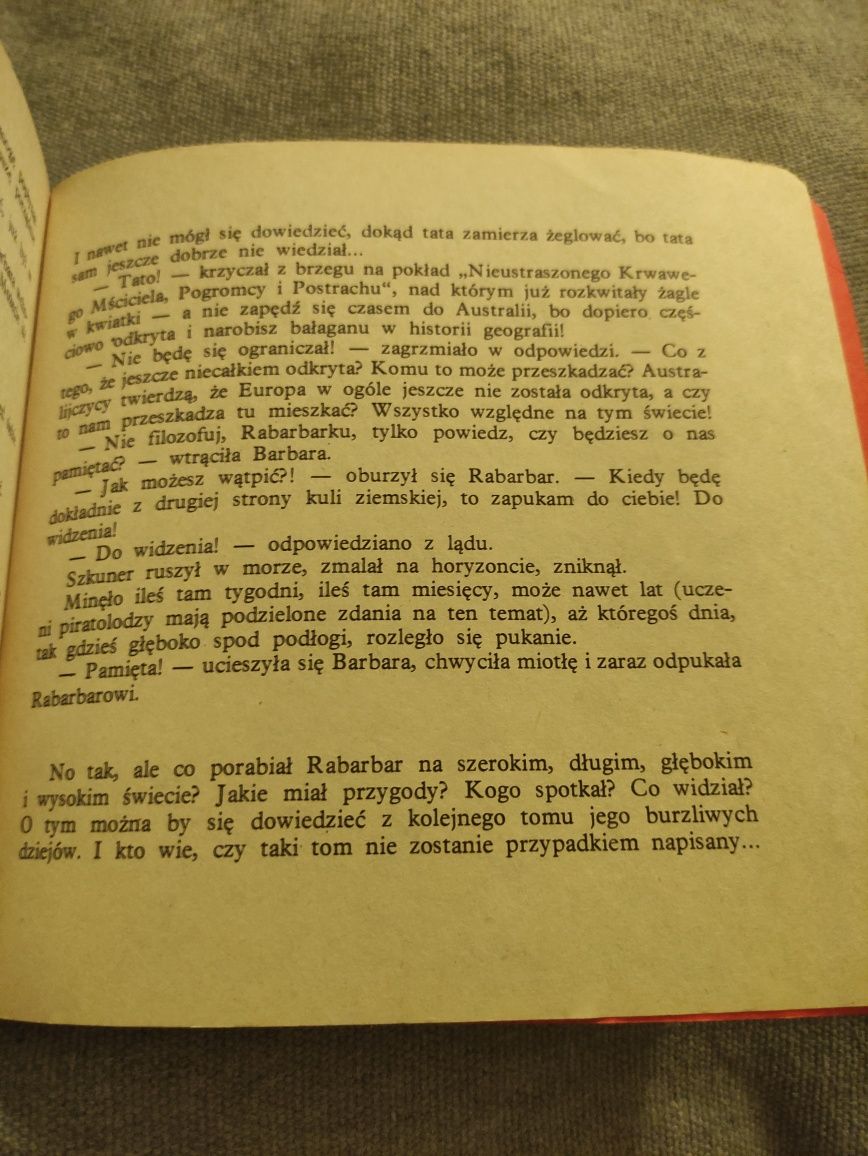 I nawet nie mógł się dowiedzieć, dokąd tata zamierza żeglować, bo tata
sam jeszcze dobrze nie wiedział...
— Tato! — krzyczał z brzegu na pokład „Nieustraszonego Krwawe-
go Mściciela, Pogromcy i Postrachu“, nad którym już rozkwitały żagle
w kwiatki — a nie zapędź się czasem do Australii, bo dopiero częś-
ciowo odkryta i narobisz bałaganu w historii geografii!
— Nie będę się ograniczał! — zagrzmiało w odpowiedzi. — Co z
tego, że jeszcze niecałkiem odkryta? Komu to może przeszkadzać? Austra-
lijczycy twierdzą, że Europa w ogóle jeszcze nie została odkryta, a czy
to nam przeszkadza tu mieszkać? Wszystko względne na tym świecie!
— Nie filozofuj, Rabarbarku, tylko powiedz, czy będziesz o nas
pamiętać? — wtrąciła Barbara.
— Jak możesz wątpić?! — oburzył się Rabarbar. — Kiedy będę
dokładnie z drugiej strony kuli ziemskiej, to zapukam do ciebie! Do
widzenia!
— Do widzenia! — odpowiedziano z lądu.
Szkuner ruszył w morze, zmalał na horyzoncie, zniknął.
Minęło ileś tam tygodni, ileś tam miesięcy, może nawet lat (ucze-
ni piratolodzy mają podzielone zdania na ten temat), aż któregoś dnia,
tak gdzieś głęboko spod podłogi, rozległo się pukanie.
— Pamięta! — ucieszyła się Barbara, chwyciła miotłę i zaraz odpukała
Rabarbarowi.
No tak, ale co porabiał Rabarbar na szerokim, długim, głębokim
i wysokim świecie? Jakie miał przygody? Kogo spotkał? Co widział?
O tym można by się dowiedzieć z kolejnego tomu jego burzliwych
dziejów. I kto wie, czy taki tom nie zostanie przypadkiem napisany...